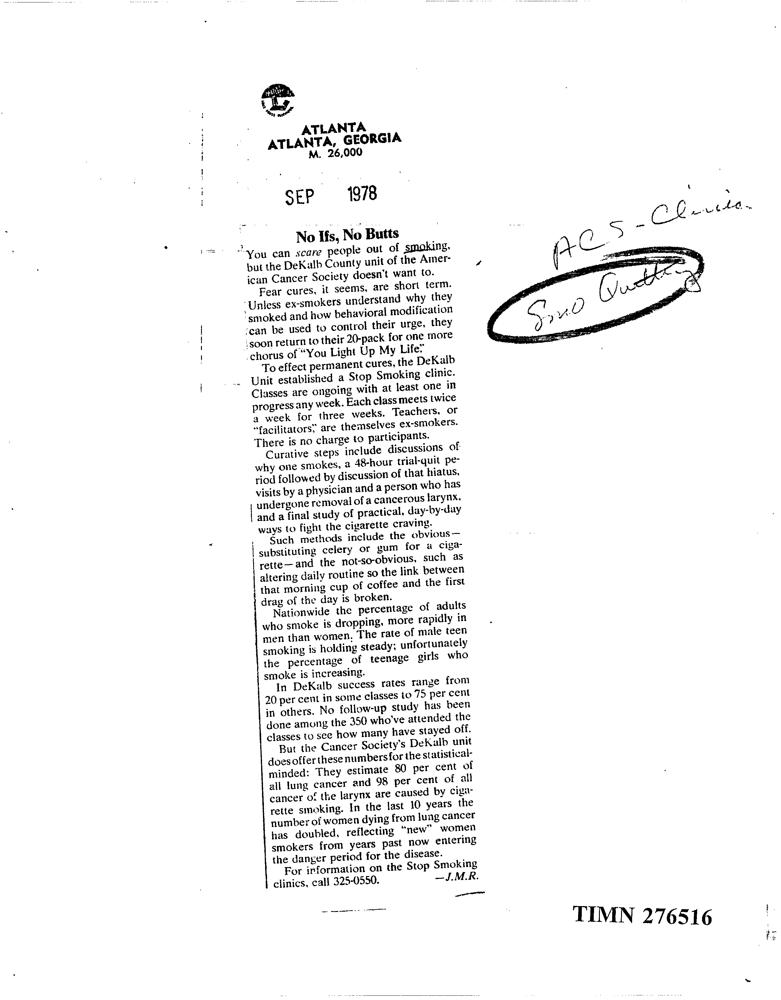 ATLANTA
ATLANTA, GEORGIA
M. 26,000
SEP 1978
ACS - Clinics
Smo Quitting
No Ifs, No Butts
You can scare people out of smoking,
but the DeKalb County unit of the Amer-
ican Cancer Society doesn't want to.
Fear cures, it seems, are short term.
Unless ex-smokers understand why they
smoked and how behavioral modification
can be used to control their urge, they
soon return to their 20-pack for one more
chorus of "You Light Up My Life."
To effect permanent cures, the DeKalb
Unit established a Stop Smoking clinic.
Classes are ongoing with at least one in
progress any week. Each class meets twice
a week for three weeks. Teachers, or
"facilitators," are themselves ex-smokers.
There is no charge to participants.
Curative steps include discussions of
why one smokes, a 48-hour trial-quit pe-
riod followed by discussion of that hiatus,
visits by a physician and a person who has
undergone removal of a cancerous larynx,
and a final study of practical, day-by-day
ways to fight the cigarette craving.
Such methods include the obvious—
substituting celery or gum for a ciga-
rette—and the not-so-obvious, such as
altering daily routine so the link between
that morning cup of coffee and the first
drag of the day is broken.
Nationwide the percentage of adults
who smoke is dropping, more rapidly in
men than women. The rate of male teen
smoking is holding steady; unfortunately
the percentage of teenage girls who
smoke is increasing.
In DeKalb success rates range from
20 per cent in some classes to 75 per cent
in others. No follow-up study has been
done among the 350 who've attended the
classes to see how many have stayed off.
But the Cancer Society's DeKalb unit
does offer these numbers for the statistical-
minded: They estimate 80 per cent of
all lung cancer and 98 per cent of all
cancer of the larynx are caused by ciga-
rette smoking. In the last 10 years the
number of women dying from lung cancer
has doubled, reflecting "new" women
smokers from years past now entering
the danger period for the disease.
For information on the Stop Smoking
clinics, call 325-0550. —J.M.R.
TIMN 276516